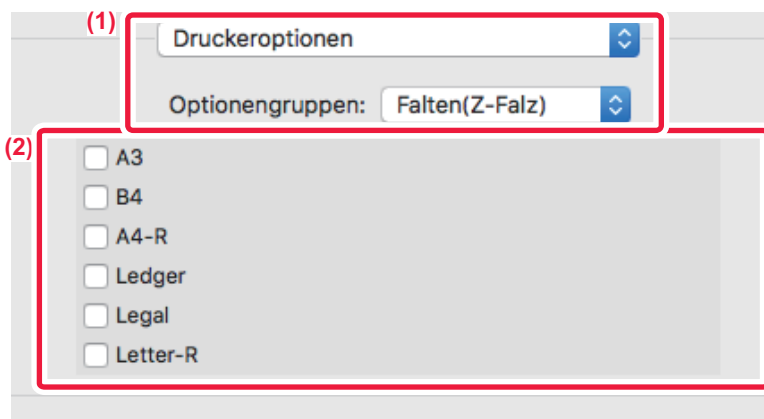 (1)
Druckeroptionen
Optionengruppen: Falten(Z-Falz)
(2)
A3
B4
A4-R
Ledger
Legal
Letter-R